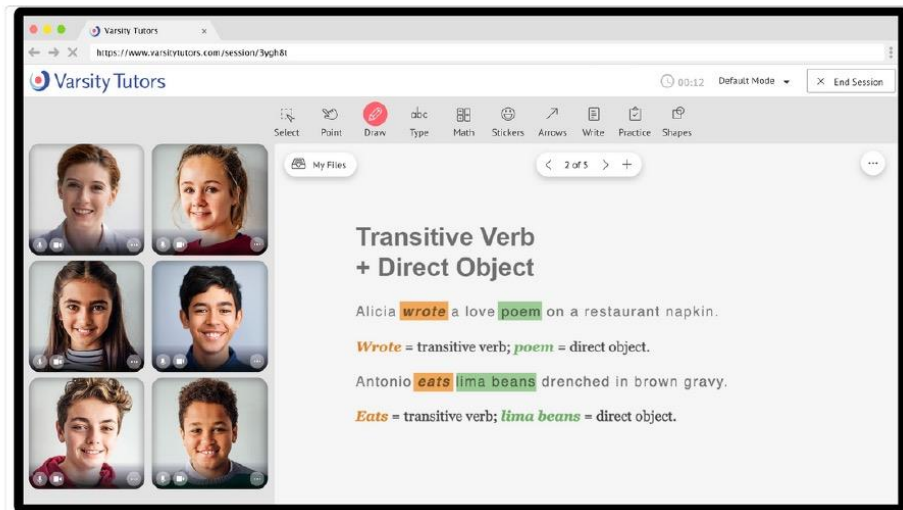 Varsity Tutors
https://www.varsitytutors.com/session/3ygh8t
Varsity Tutors
00:12 Default Mode End Session
Select Point Draw abc Type Math Stickers Arrows Write Practice Shapes
My Files 2 of 5
Transitive Verb
+ Direct Object
Alicia wrote a love poem on a restaurant napkin.
Wrote = transitive verb; poem = direct object.
Antonio eats lima beans drenched in brown gravy.
Eats = transitive verb; lima beans = direct object.